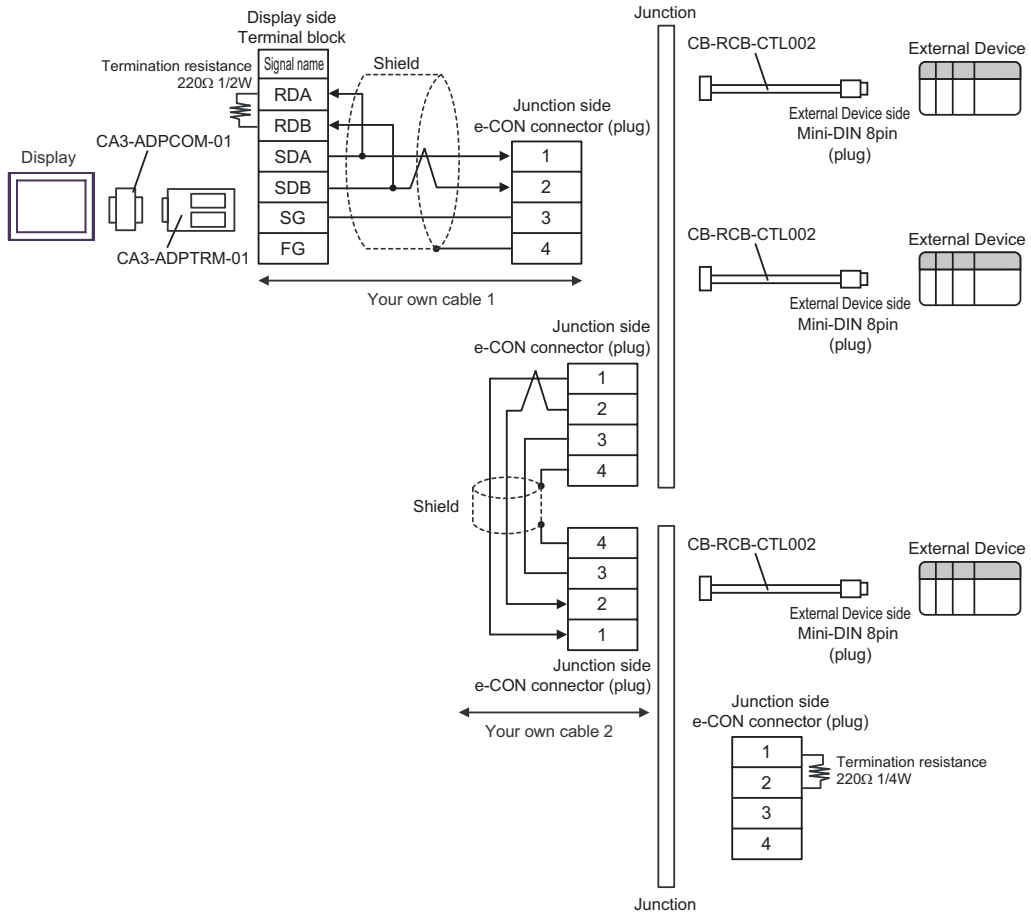 Junction
Display side
Terminal block
Signal name
Termination resistance
220Ω 1/2W
Shield
RDA
RDB
SDA
SDB
SG
FG
Junction side
e-CON connector (plug)
1
2
3
4
Display
CA3-ADPCOM-01
CA3-ADPTRM-01
Your own cable 1
CB-RCB-CTL002
External Device
External Device side
Mini-DIN 8pin
(plug)
CB-RCB-CTL002
External Device
External Device side
Mini-DIN 8pin
(plug)
Junction side
e-CON connector (plug)
1
2
3
4
Shield
4
3
2
1
Junction side
e-CON connector (plug)
Your own cable 2
CB-RCB-CTL002
External Device
External Device side
Mini-DIN 8pin
(plug)
Junction side
e-CON connector (plug)
1
2
3
4
Termination resistance
220Ω 1/4W
Junction